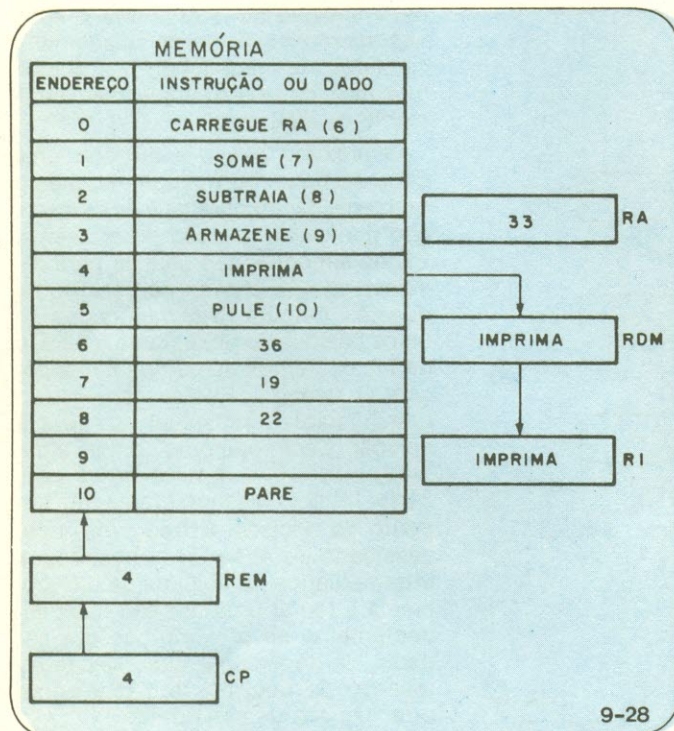 MEMÓRIA
ENDEREÇO INSTRUÇÃO OU DADO
0 CARREGUE RA (6)
1 SOME (7)
2 SUBTRAIA (8)
3 ARMAZENE (9)
4 IMPRIMA
5 PULE (10)
6 36
7 19
8 22
9
10 PARE
33 RA
IMPRIMA RDM
IMPRIMA RI
4 REM
4 CP
9-28